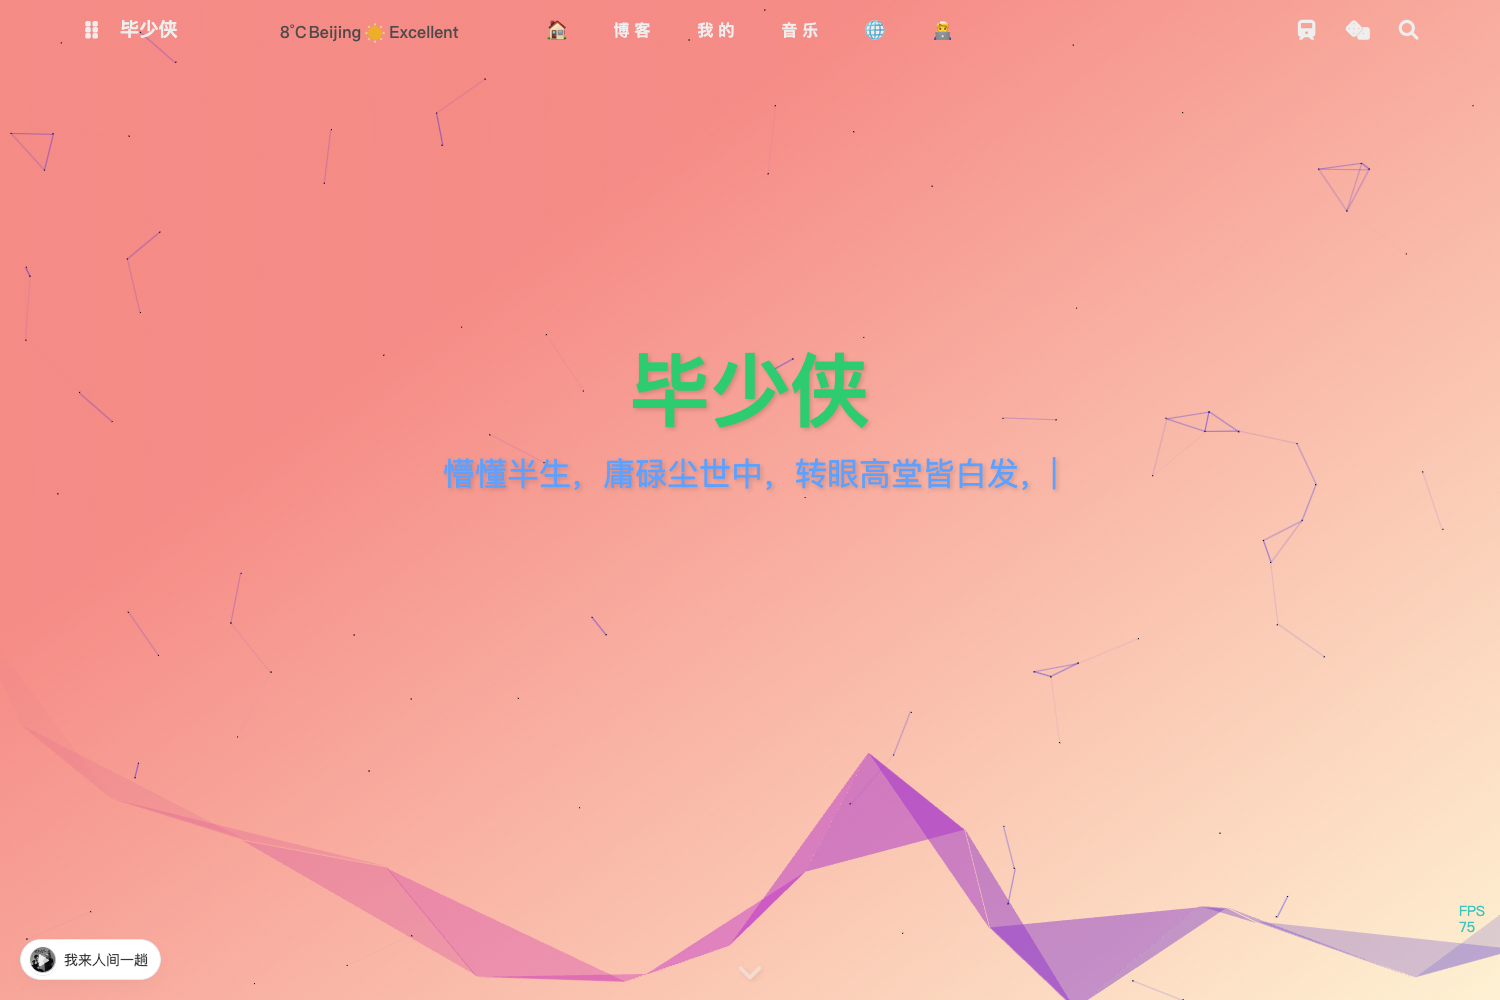 毕少侠
8°C Beijing Excellent
博客
我的
音乐
毕少侠
懵懂半生，庸碌尘世中，转眼高堂皆白发，|
FPS
75
我来人间一趟